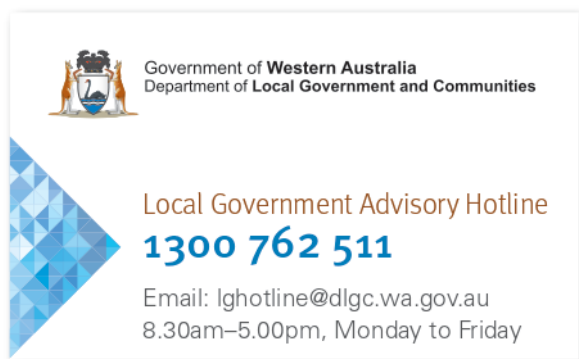 Government of Western Australia
Department of Local Government and Communities
Local Government Advisory Hotline
1300 762 511
Email: lghotline@dlgc.wa.gov.au
8.30am–5.00pm, Monday to Friday